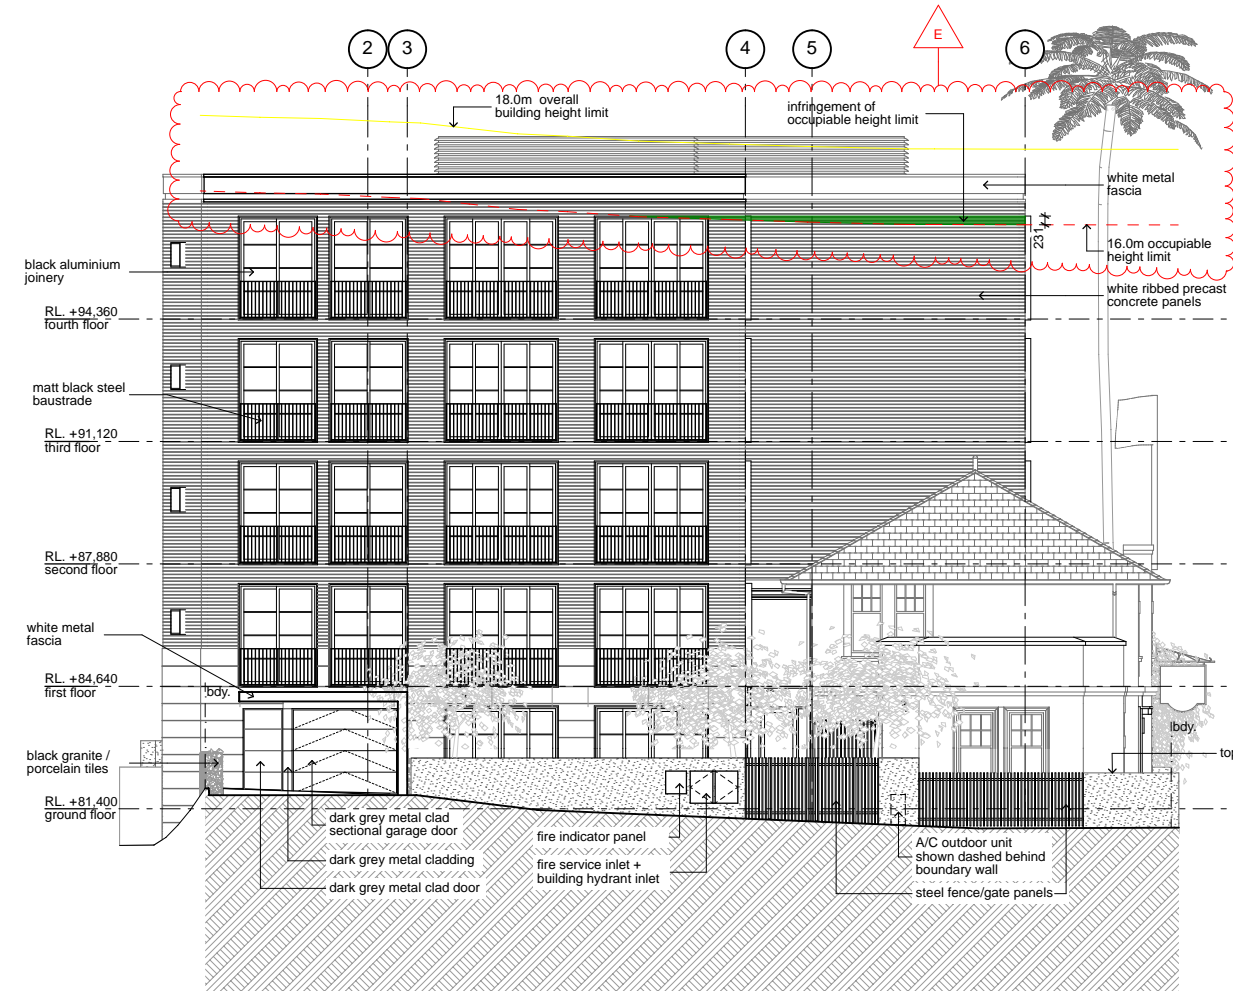 E
2
3
4
5
6
18.0m overall
building height limit
infringement of
occupiable height limit
white metal
fascia
231
16.0m occupiable
height limit
black aluminium
joinery
white ribbed precast
concrete panels
RL. +94,360
fourth floor
matt black steel
baustrade
RL. +91,120
third floor
RL. +87,880
second floor
white metal
fascia
RL. +84,640
first floor
bdy.
bdy.
black granite /
porcelain tiles
top
RL. +81,400
ground floor
dark grey metal clad
sectional garage door
dark grey metal cladding
dark grey metal clad door
fire indicator panel
fire service inlet +
building hydrant inlet
A/C outdoor unit
shown dashed behind
boundary wall
steel fence/gate panels